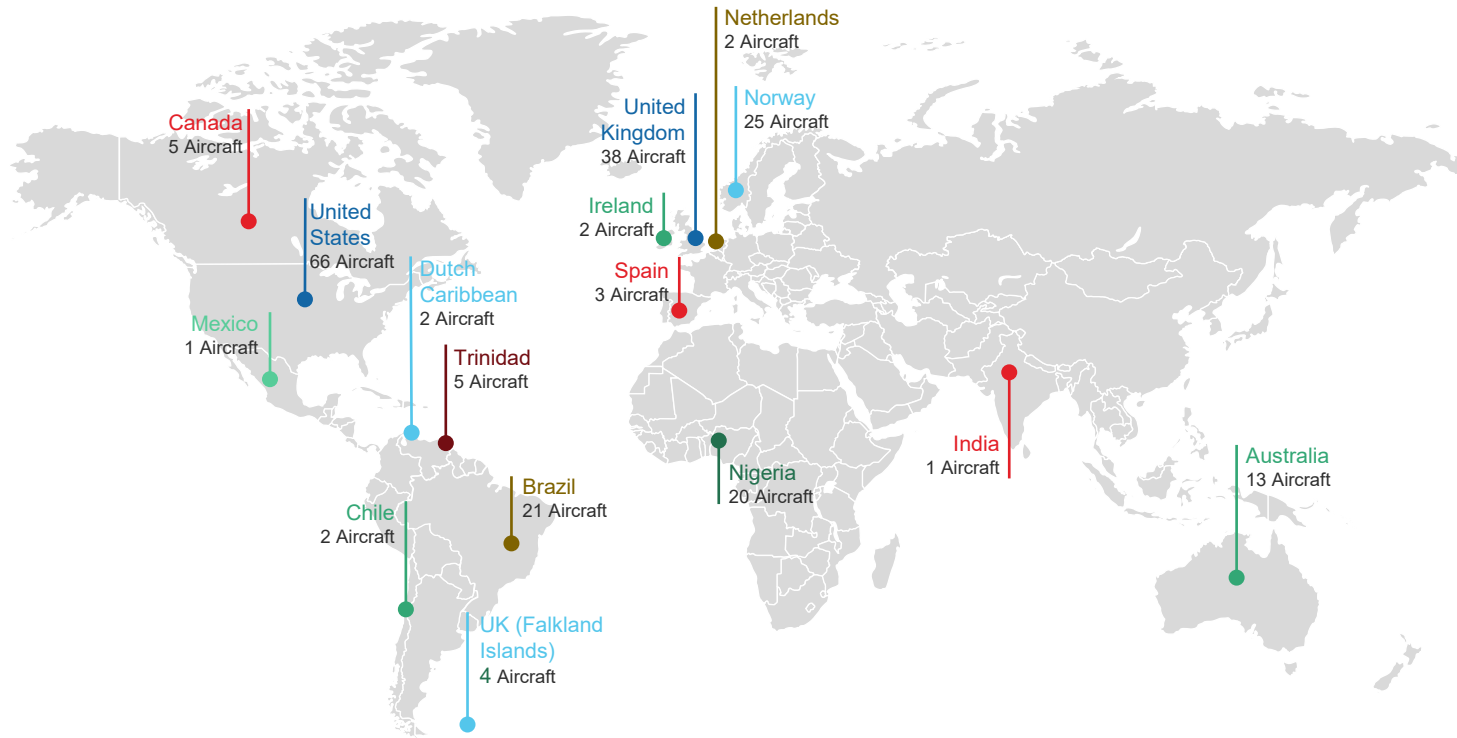 Netherlands
2 Aircraft
Norway
25 Aircraft
United
Kingdom
38 Aircraft
Canada
5 Aircraft
Ireland
2 Aircraft
United
States
66 Aircraft
Spain
3 Aircraft
Dutch
Caribbean
2 Aircraft
Mexico
1 Aircraft
Trinidad
5 Aircraft
India
1 Aircraft
Australia
13 Aircraft
Nigeria
20 Aircraft
Brazil
21 Aircraft
Chile
2 Aircraft
UK (Falkland
Islands)
4 Aircraft